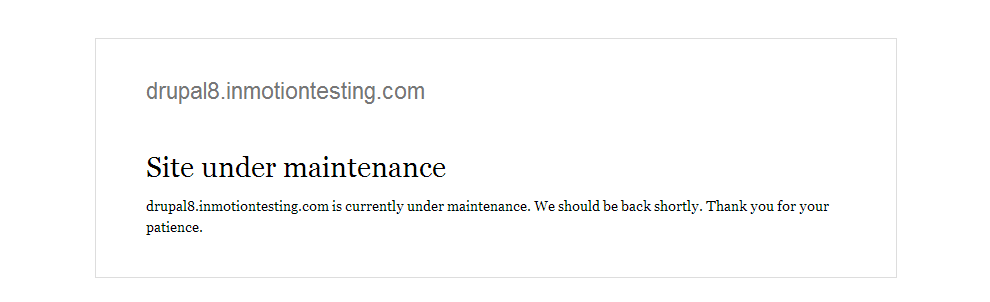 drupal8.inmotiontesting.com
Site under maintenance
drupal8.inmotiontesting.com is currently under maintenance. We should be back shortly. Thank you for your
patience.